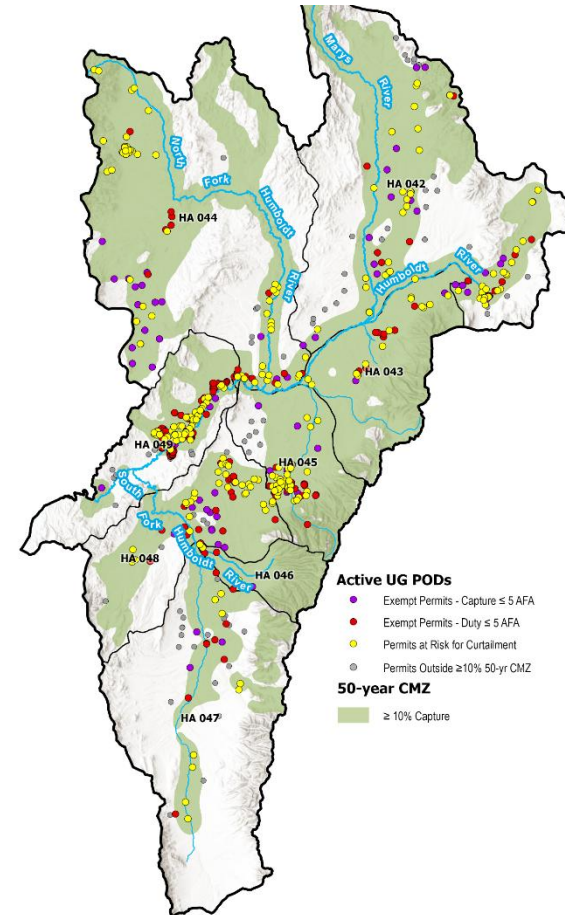 Marys
River
North
Fork
Humboldt
River
HA 042
HA 044
Humboldt
River
HA 043
HA 049
HA 045
South
Fork
Humboldt
River
HA 048
HA 046
HA 047
Active UG PODs
Exempt Permits - Capture ≤ 5 AFA
Exempt Permits - Duty ≤ 5 AFA
Permits at Risk for Curtailment
Permits Outside ≥10% 50-yr CMZ
50-year CMZ
≥ 10% Capture